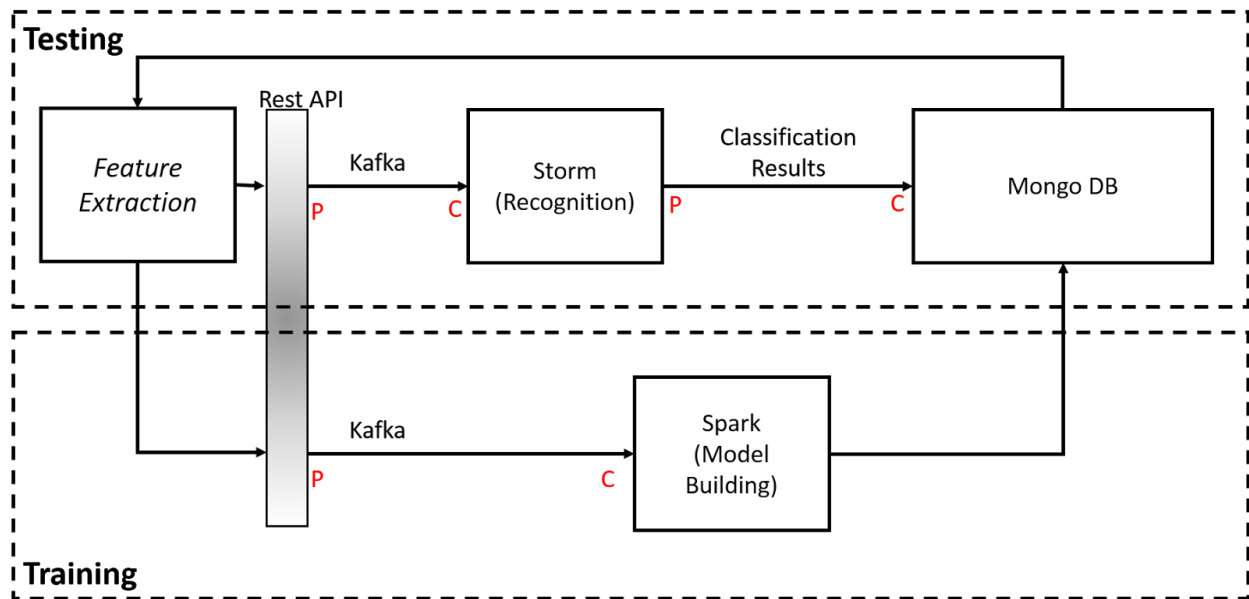 Testing
Rest API
Feature
Extraction
Kafka
P
C
Storm
(Recognition)
Classification
Results
P
C
Mongo DB
Kafka
P
C
Spark
(Model
Building)
Training